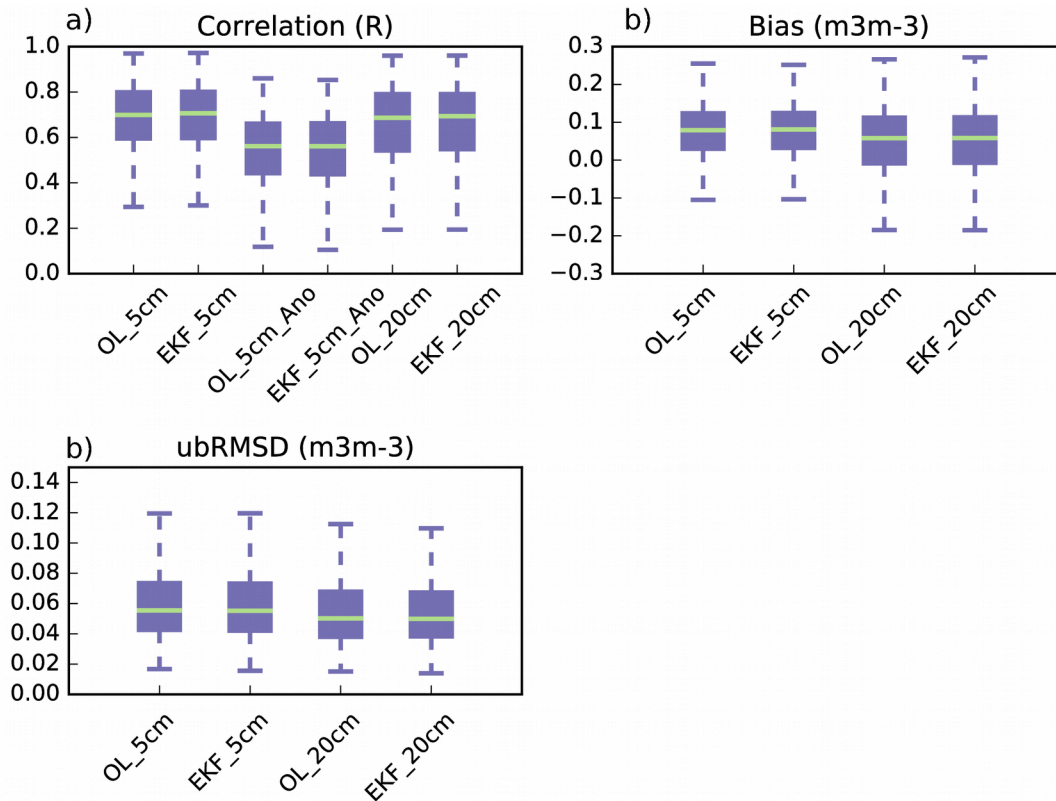 a) Correlation (R)
1.0
0.8
0.6
0.4
0.2
0.0
OL_5cm
EKF_5cm
OL_5cm_Ano
EKF_5cm_Ano
OL_20cm
EKF_20cm
b) Bias (m3m-3)
0.3
0.2
0.1
0.0
−0.1
−0.2
−0.3
OL_5cm
EKF_5cm
OL_20cm
EKF_20cm
b) ubRMSD (m3m-3)
0.14
0.12
0.10
0.08
0.06
0.04
0.02
0.00
OL_5cm
EKF_5cm
OL_20cm
EKF_20cm